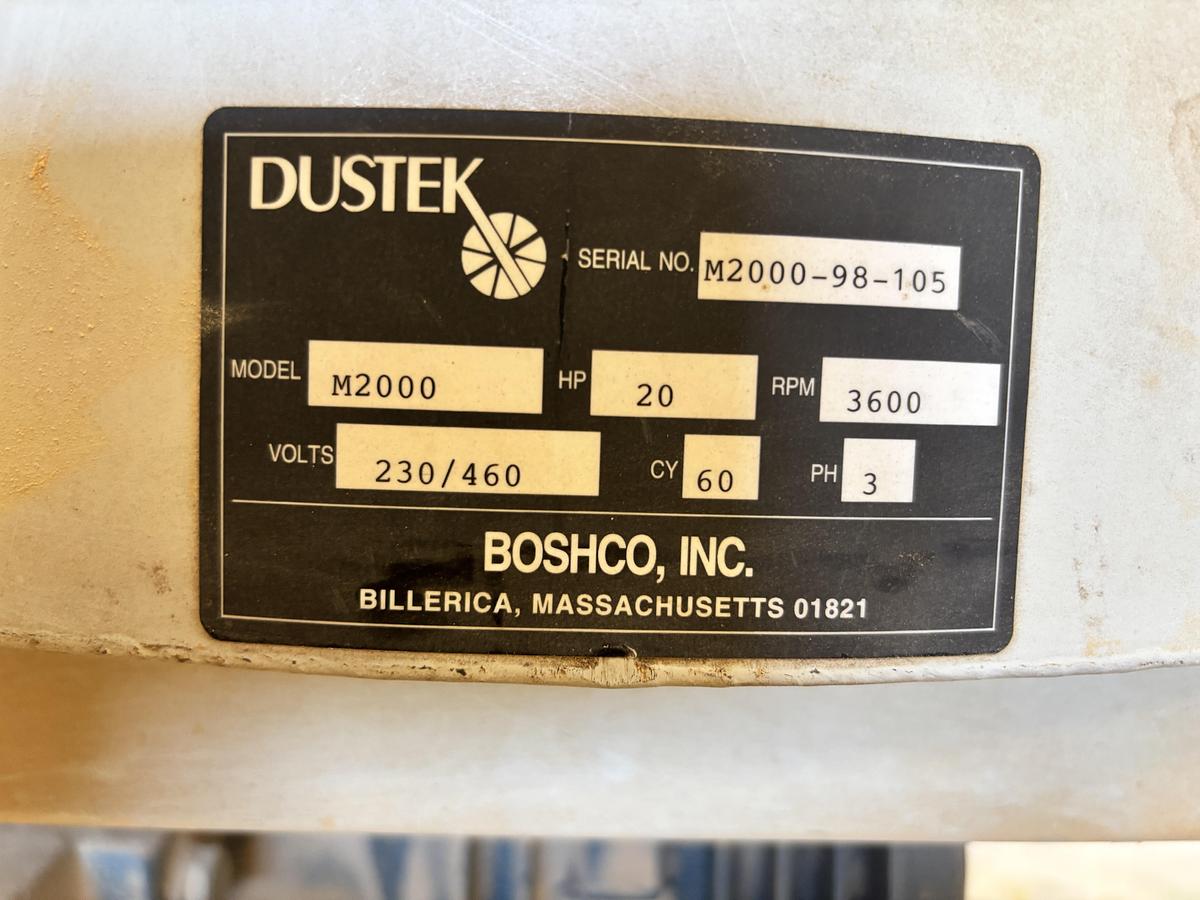 DUSTEK
SERIAL NO. M2000-98-105
MODEL M2000 HP 20 RPM 3600
VOLTS 230/460 CY 60 PH 3
BOSHCO, INC.
BILLERICA, MASSACHUSETTS 01821